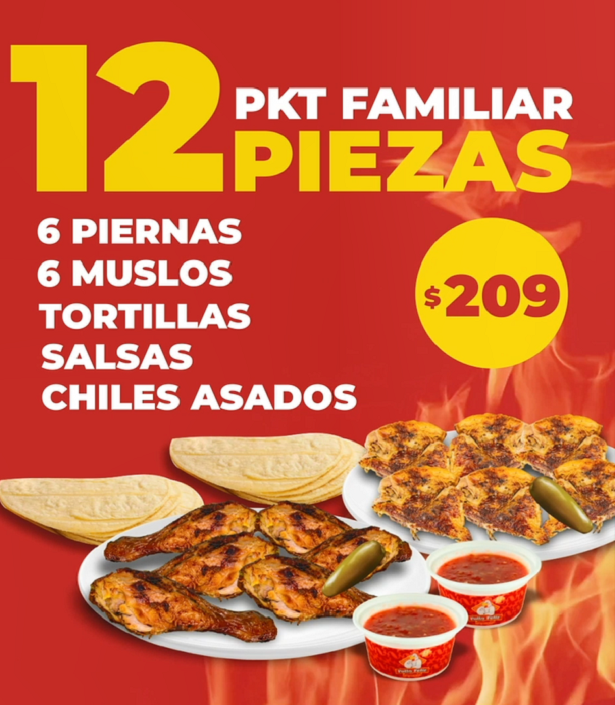 12
PKT FAMILIAR
PIEZAS
6 PIERNAS
6 MUSLOS
TORTILLAS
SALSAS
CHILES ASADOS
$209